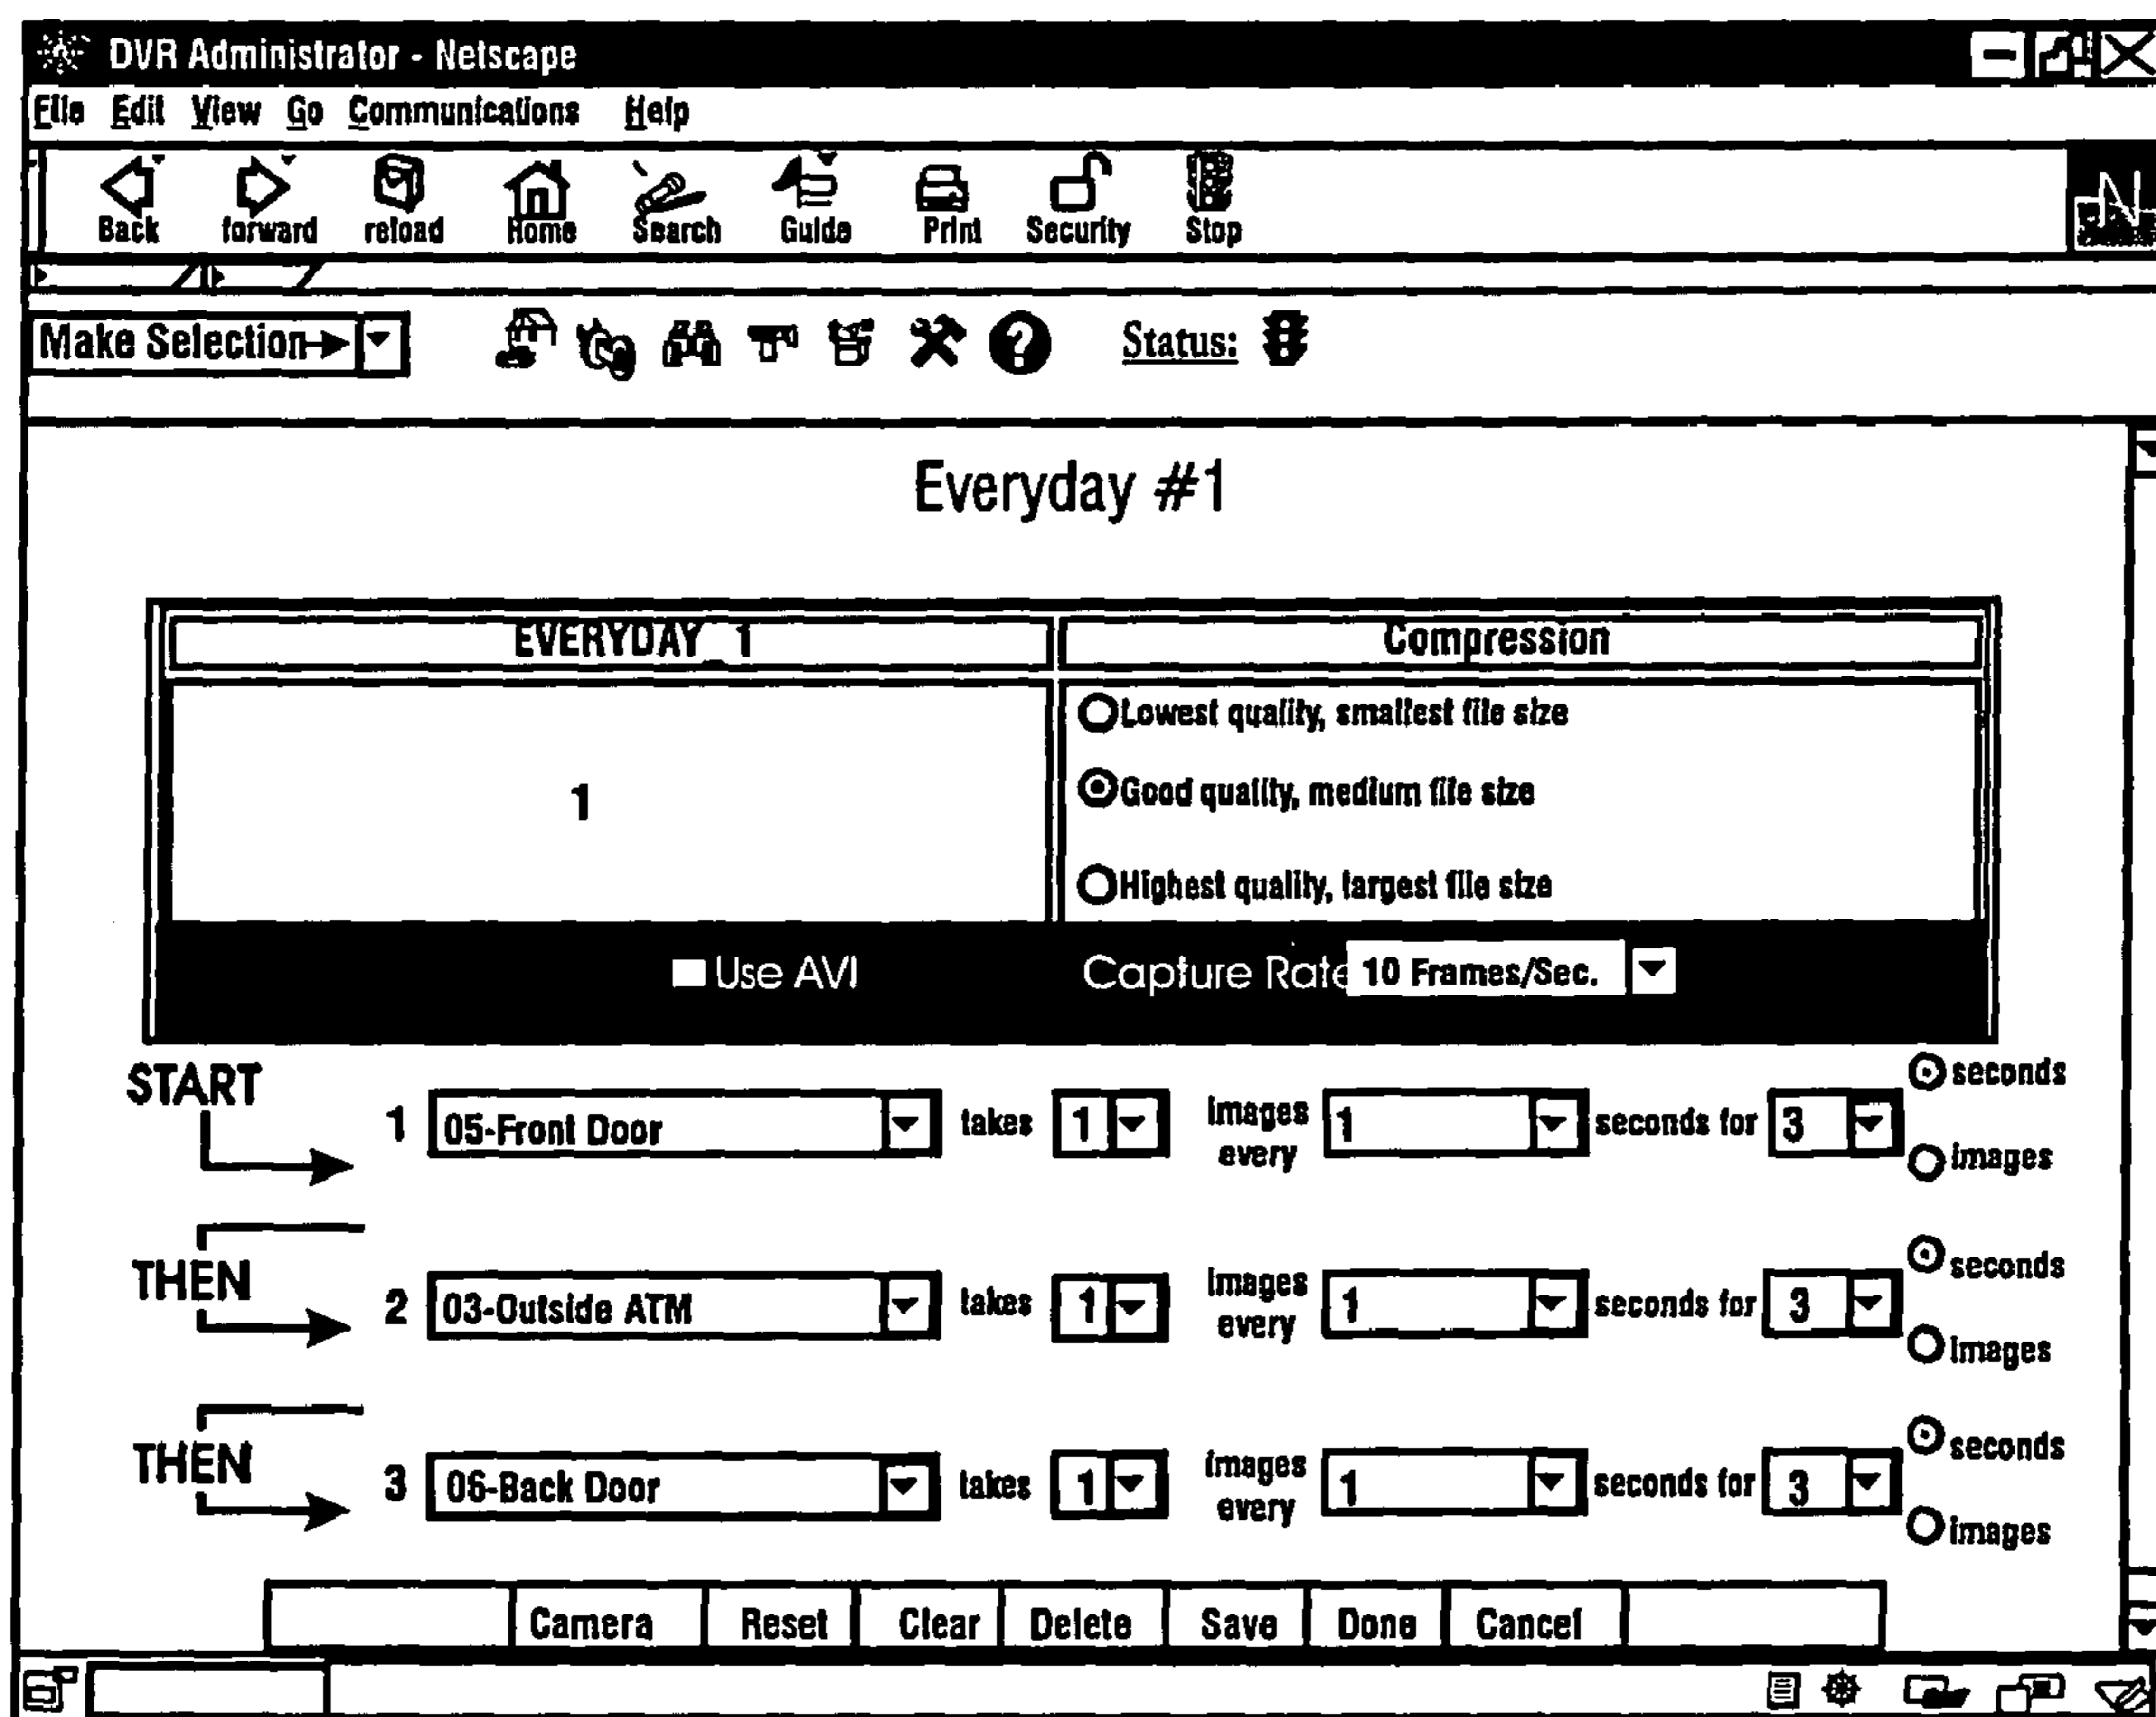 DVR Administrator - Netscape
File Edit View Go Communications Help
Back forward reload Home Search Guide Print Security Stop
N
Make Selection ? Status:
Everyday #1
EVERYDAY_1 Compression
Lowest quality, smallest file size
1
Good quality, medium file size
Highest quality, largest file size
Use AVI Capture Rate 10 Frames/Sec.
START
1 05-Front Door takes 1 images every 1 seconds for 3 seconds images
THEN
2 03-Outside ATM takes 1 images every 1 seconds for 3 seconds images
THEN
3 06-Back Door takes 1 images every 1 seconds for 3 seconds images
Camera Reset Clear Delete Save Done Cancel